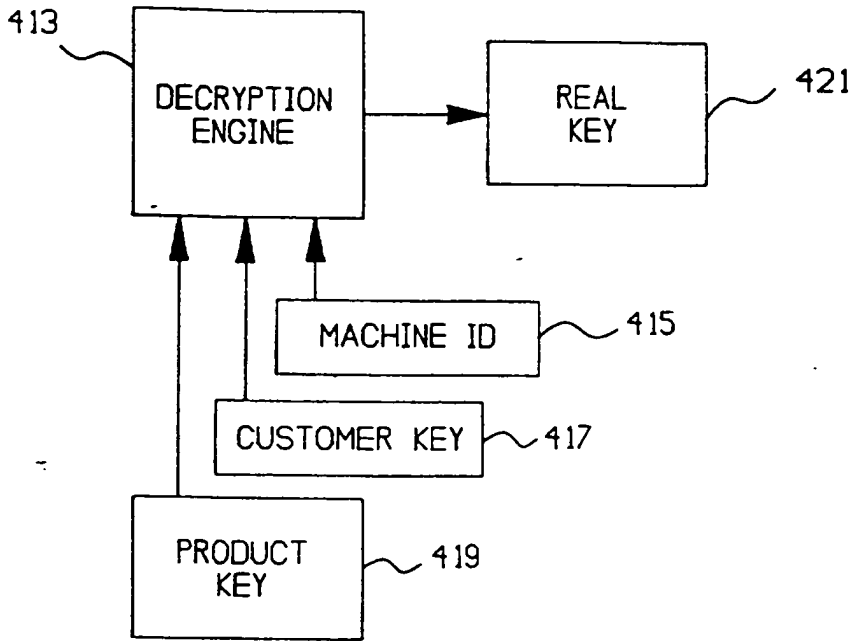 413
DECRYPTION
ENGINE
REAL
KEY
421
MACHINE ID
415
CUSTOMER KEY
417
PRODUCT
KEY
419